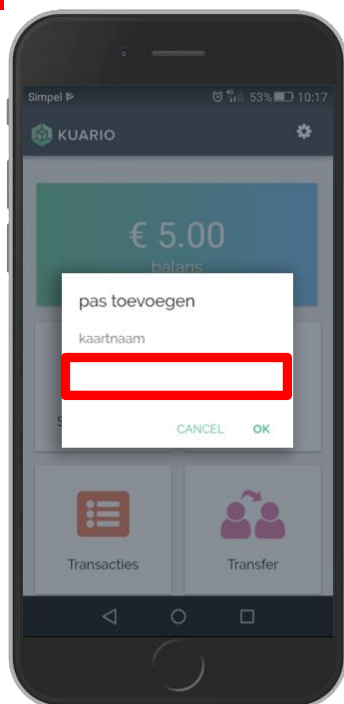 Simpel 53% 10:17
KUARIO
€ 5.00
balans
pas toevoegen
kaartnaam
CANCEL OK
Transacties Transfer